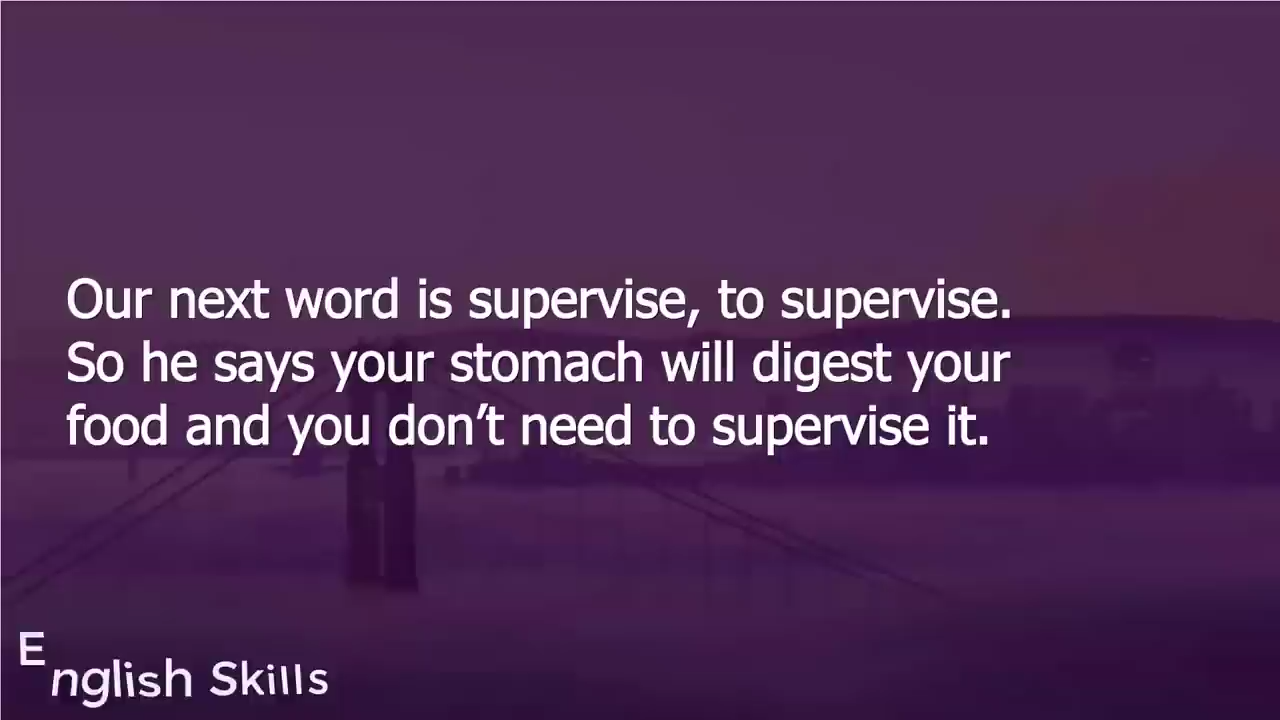 Our next word is supervise, to supervise.
So he says your stomach will digest your
food and you don’t need to supervise it.
English Skills